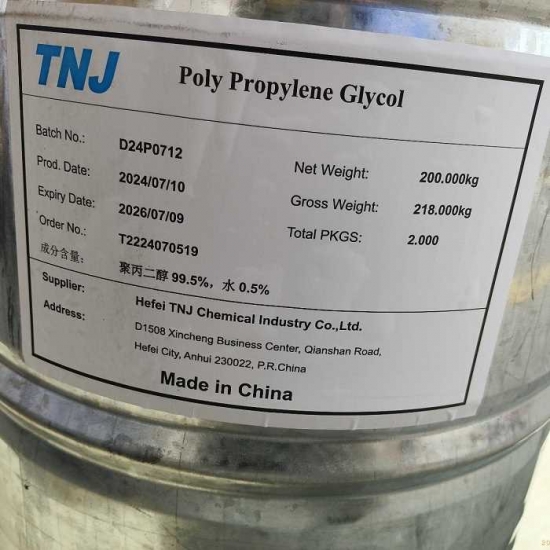 TNJ
Poly Propylene Glycol
Batch No.: D24P0712
Net Weight: 200.000kg
Prod. Date: 2024/07/10
Gross Weight: 218.000kg
Expiry Date: 2026/07/09
Total PKGS: 2.000
Order No.: T2224070519
成分含量: 聚丙二醇 99.5%，水 0.5%
Supplier: Hefei TNJ Chemical Industry Co.,Ltd.
Address: D1508 Xincheng Business Center, Qianshan Road,
Hefei City, Anhui 230022, P.R.China
Made in China